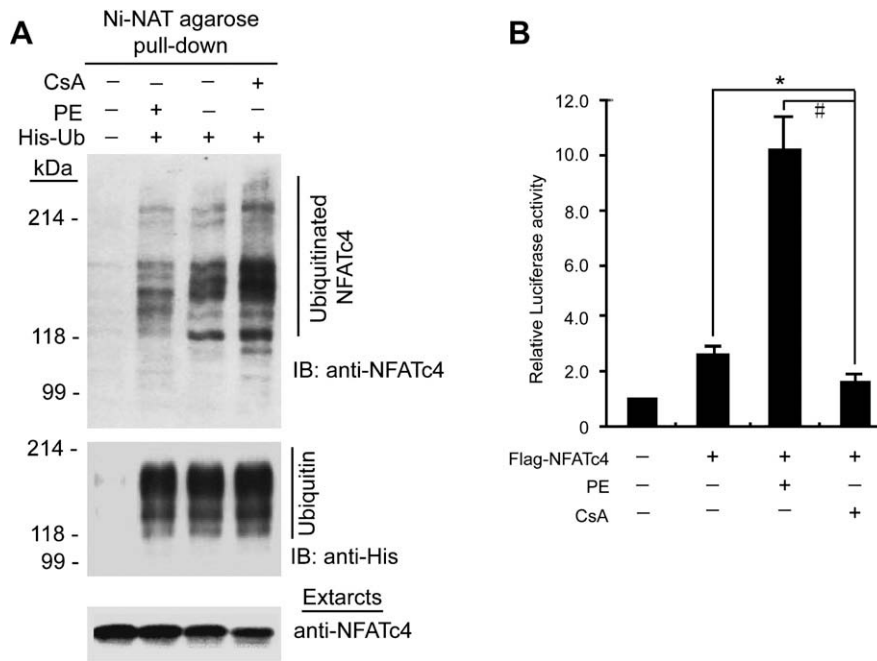 A
Ni-NAT agarose
pull-down
CsA – – – +
PE – + – –
His-Ub – + + +
kDa
214 -
118 -
99 -
Ubiquitinated
NFATc4
IB: anti-NFATc4
214 -
118 -
99 -
Ubiquitin
IB: anti-His
Extarcts
anti-NFATc4
B
*
#
12.0
10.0
8.0
6.0
4.0
2.0
0
Relative Luciferase activity
Flag-NFATc4 – + + +
PE – – + –
CsA – – – +